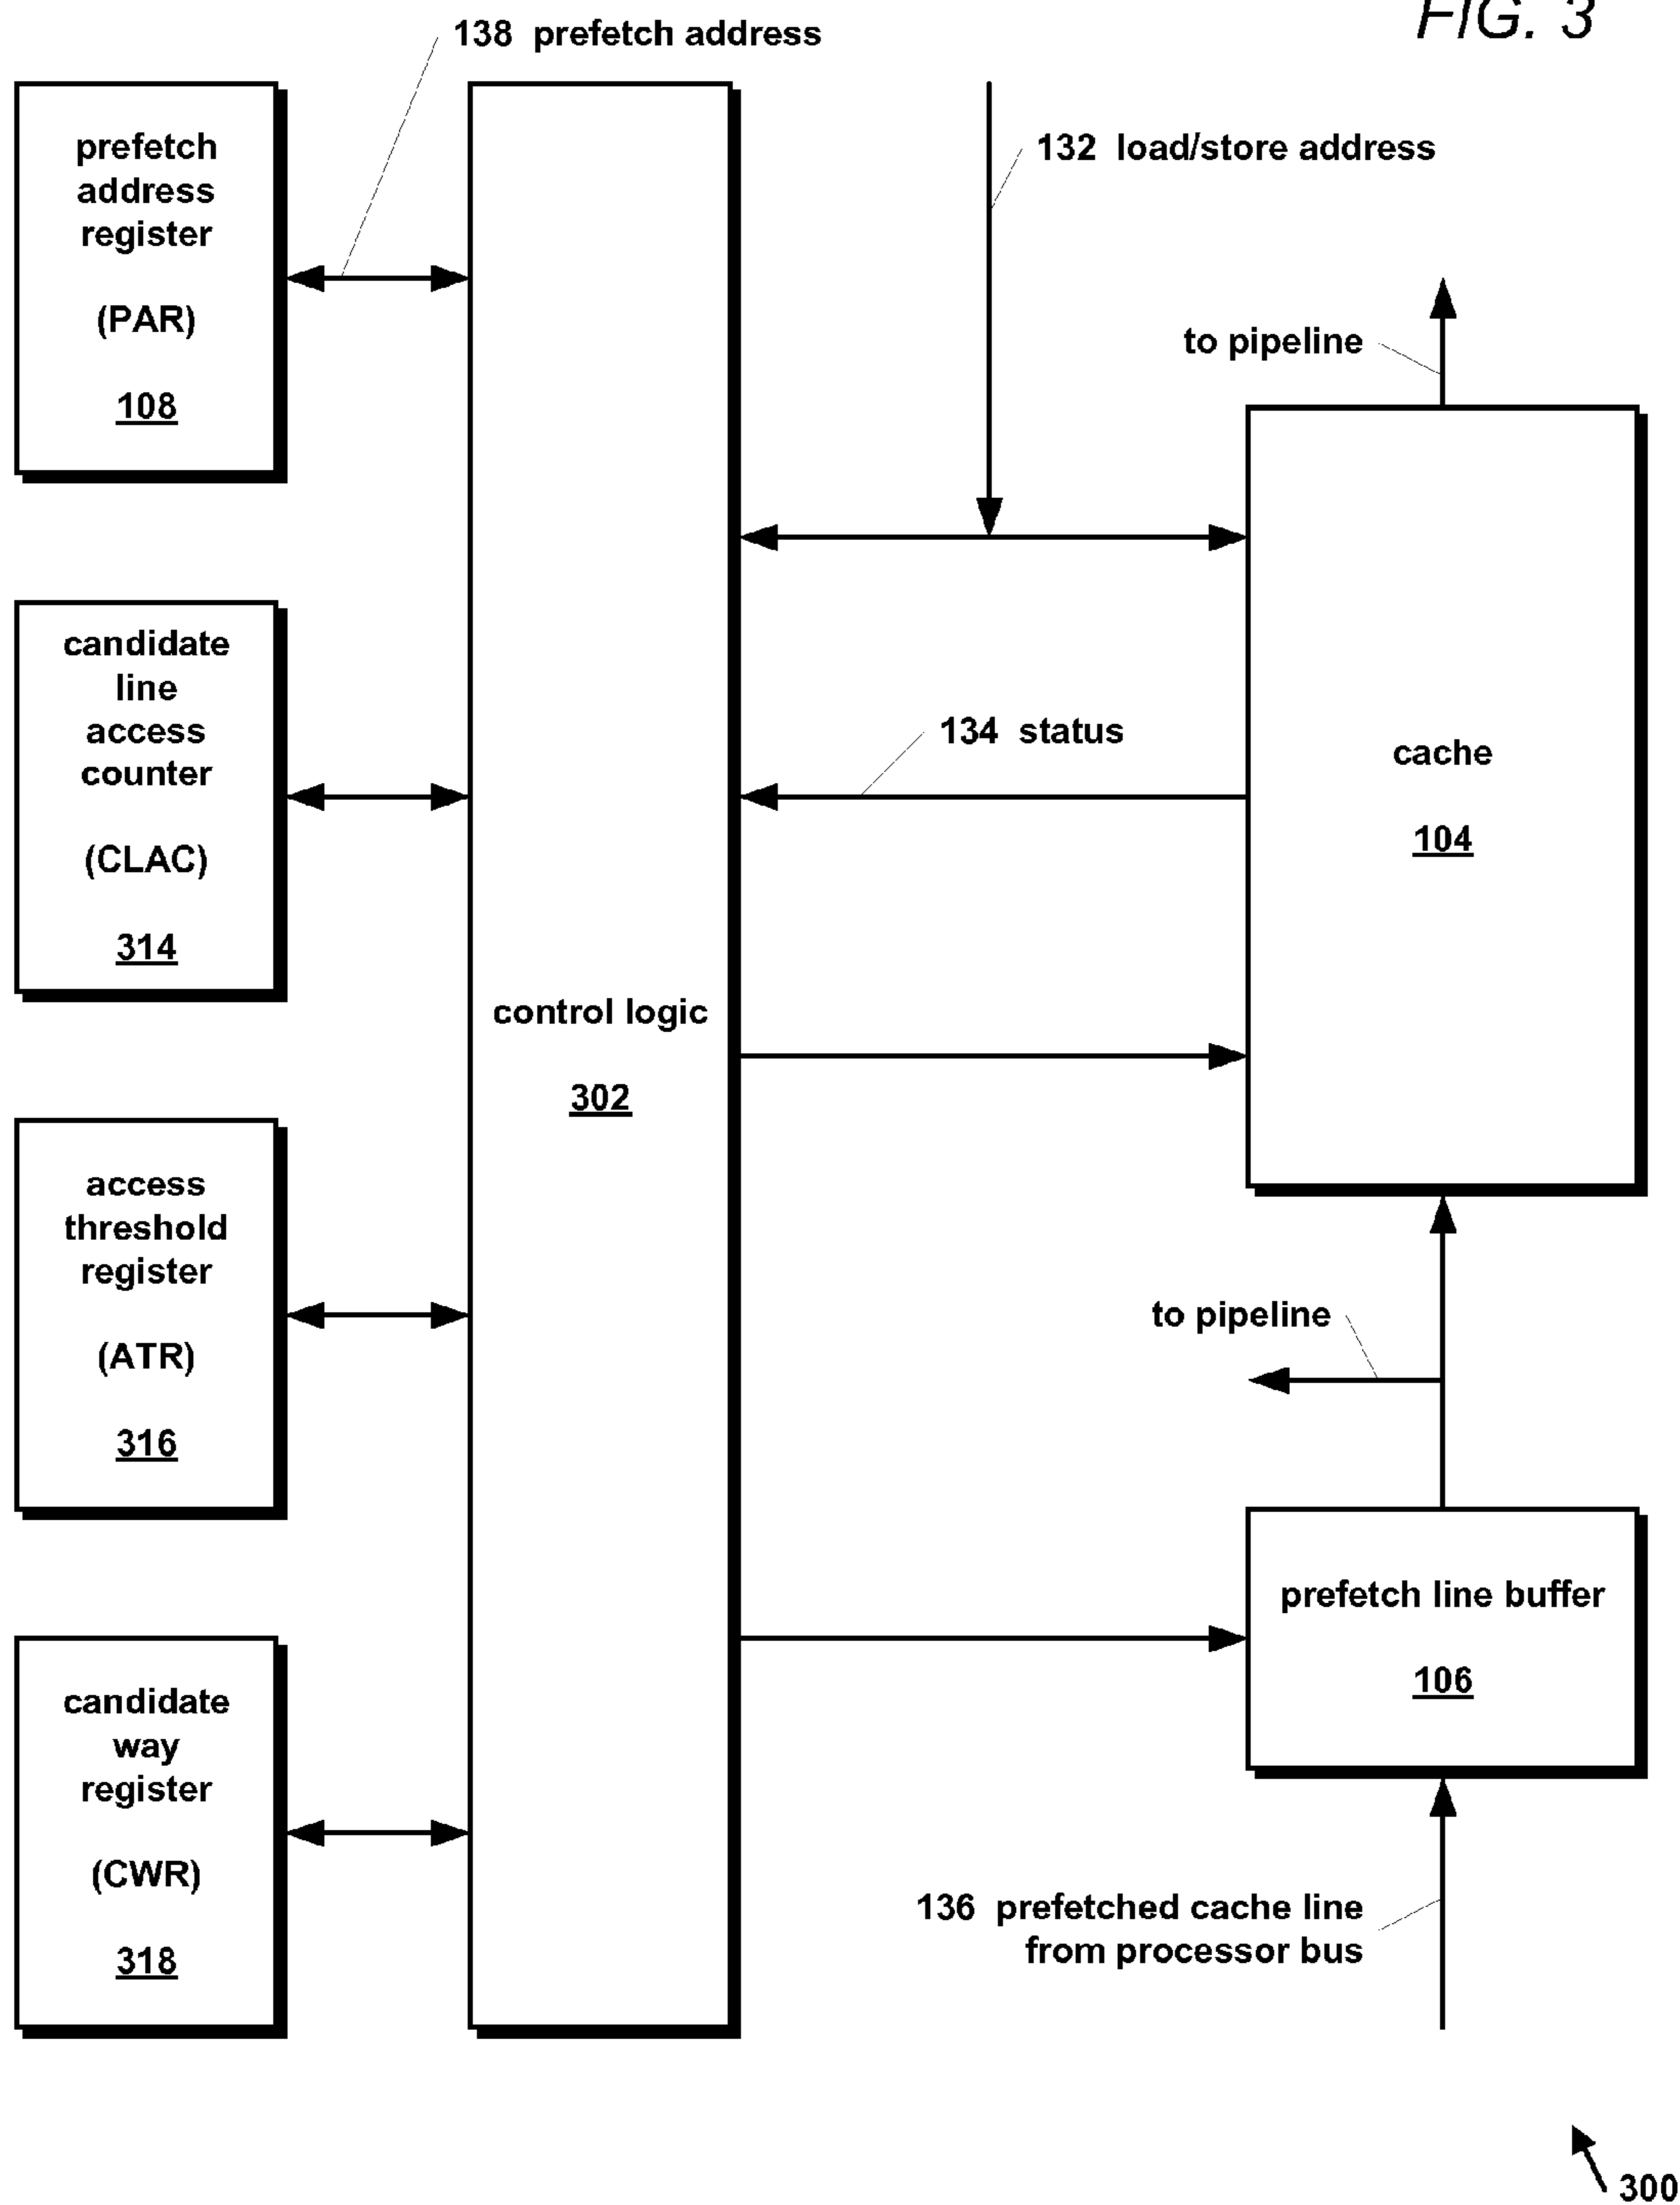 FIG. 3
138 prefetch address
prefetch
address
register
(PAR)
108
132 load/store address
to pipeline
candidate
line
access
counter
(CLAC)
314
134 status
cache
104
control logic
302
access
threshold
register
(ATR)
316
to pipeline
prefetch line buffer
106
candidate
way
register
(CWR)
318
136 prefetched cache line
from processor bus
300